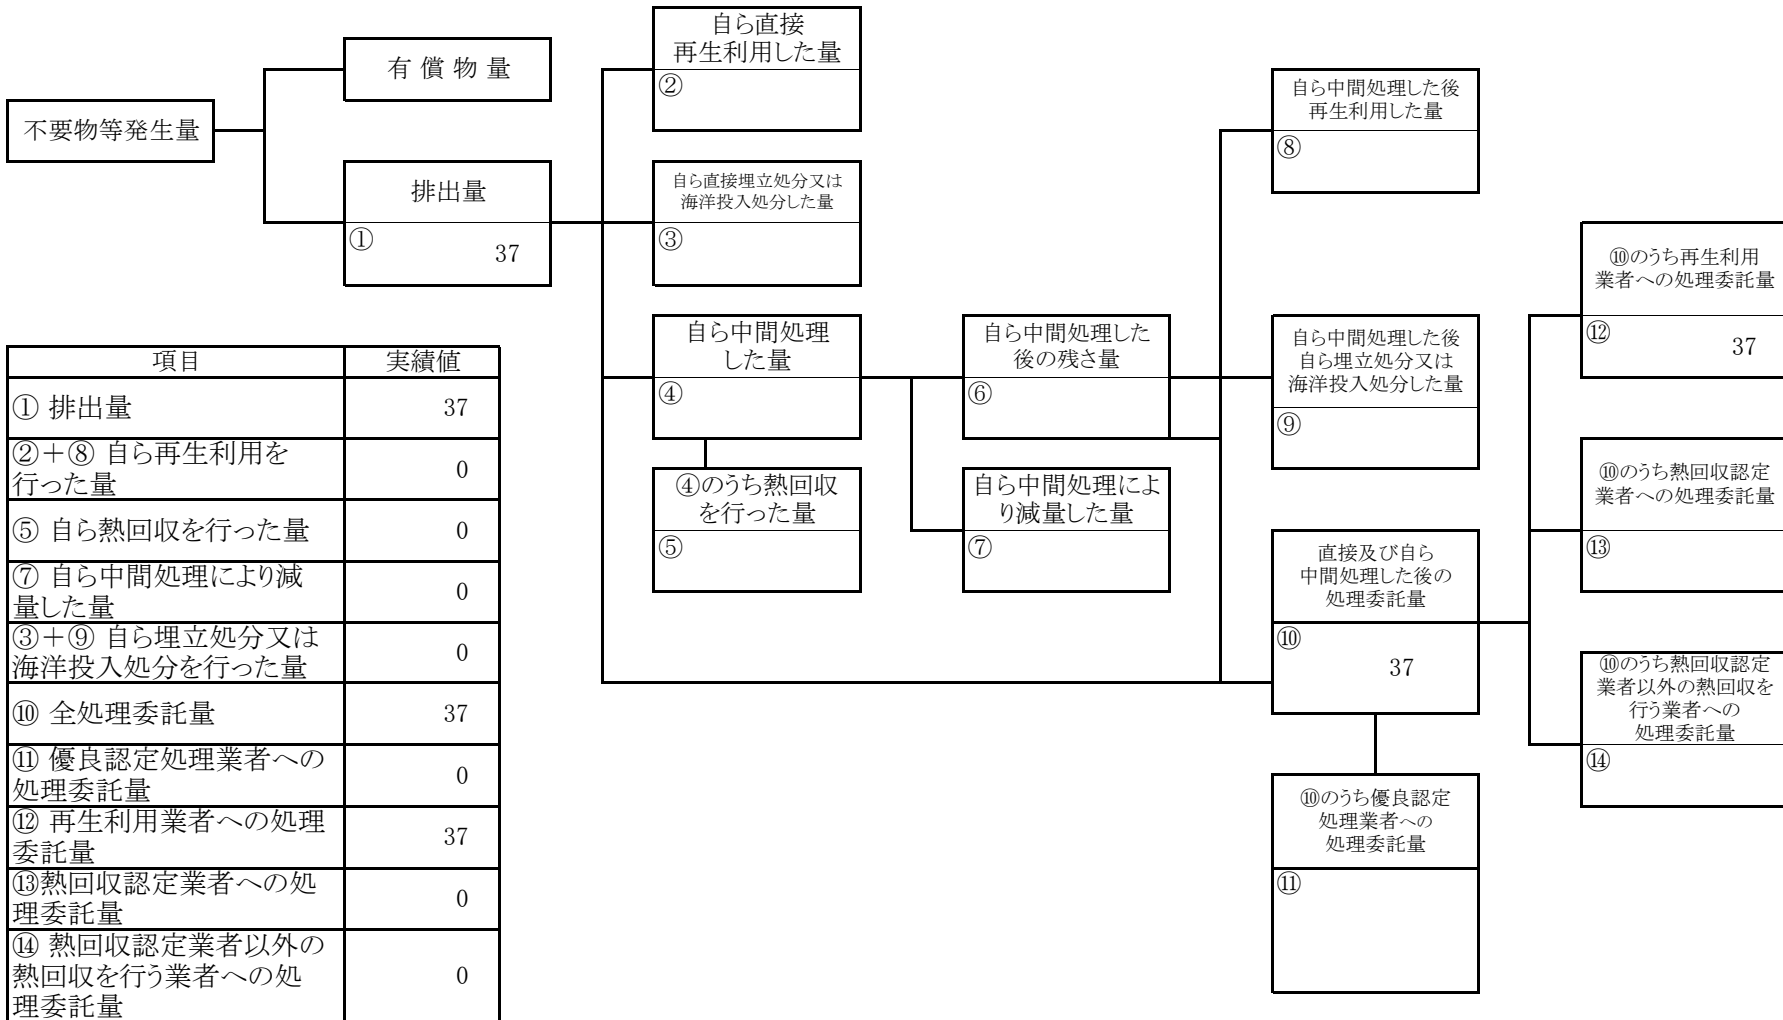 不要物等発生量
有償物量
排出量
①
37
自ら直接
再生利用した量
②
自ら直接埋立処分又は
海洋投入処分した量
③
自ら中間処理
した量
④
④のうち熱回収
を行った量
⑤
自ら中間処理した
後の残さ量
⑥
自ら中間処理によ
り減量した量
⑦
自ら中間処理した後
再生利用した量
⑧
自ら中間処理した後
自ら埋立処分又は
海洋投入処分した量
⑨
直接及び自ら
中間処理した後の
処理委託量
⑩
37
⑩のうち優良認定
処理業者への
処理委託量
⑪
⑩のうち再生利用
業者への処理委託量
⑫
37
⑩のうち熱回収認定
業者への処理委託量
⑬
⑩のうち熱回収認定
業者以外の熱回収を
行う業者への
処理委託量
⑭
項目 実績値
① 排出量 37
②+⑧ 自ら再生利用を
行った量 0
⑤ 自ら熱回収を行った量 0
⑦ 自ら中間処理により減
量した量 0
③+⑨ 自ら埋立処分又は
海洋投入処分を行った量 0
⑩ 全処理委託量 37
⑪ 優良認定処理業者への
処理委託量 0
⑫ 再生利用業者への処理
委託量 37
⑬熱回収認定業者への処
理委託量 0
⑭ 熱回収認定業者以外の
熱回収を行う業者への処
理委託量 0